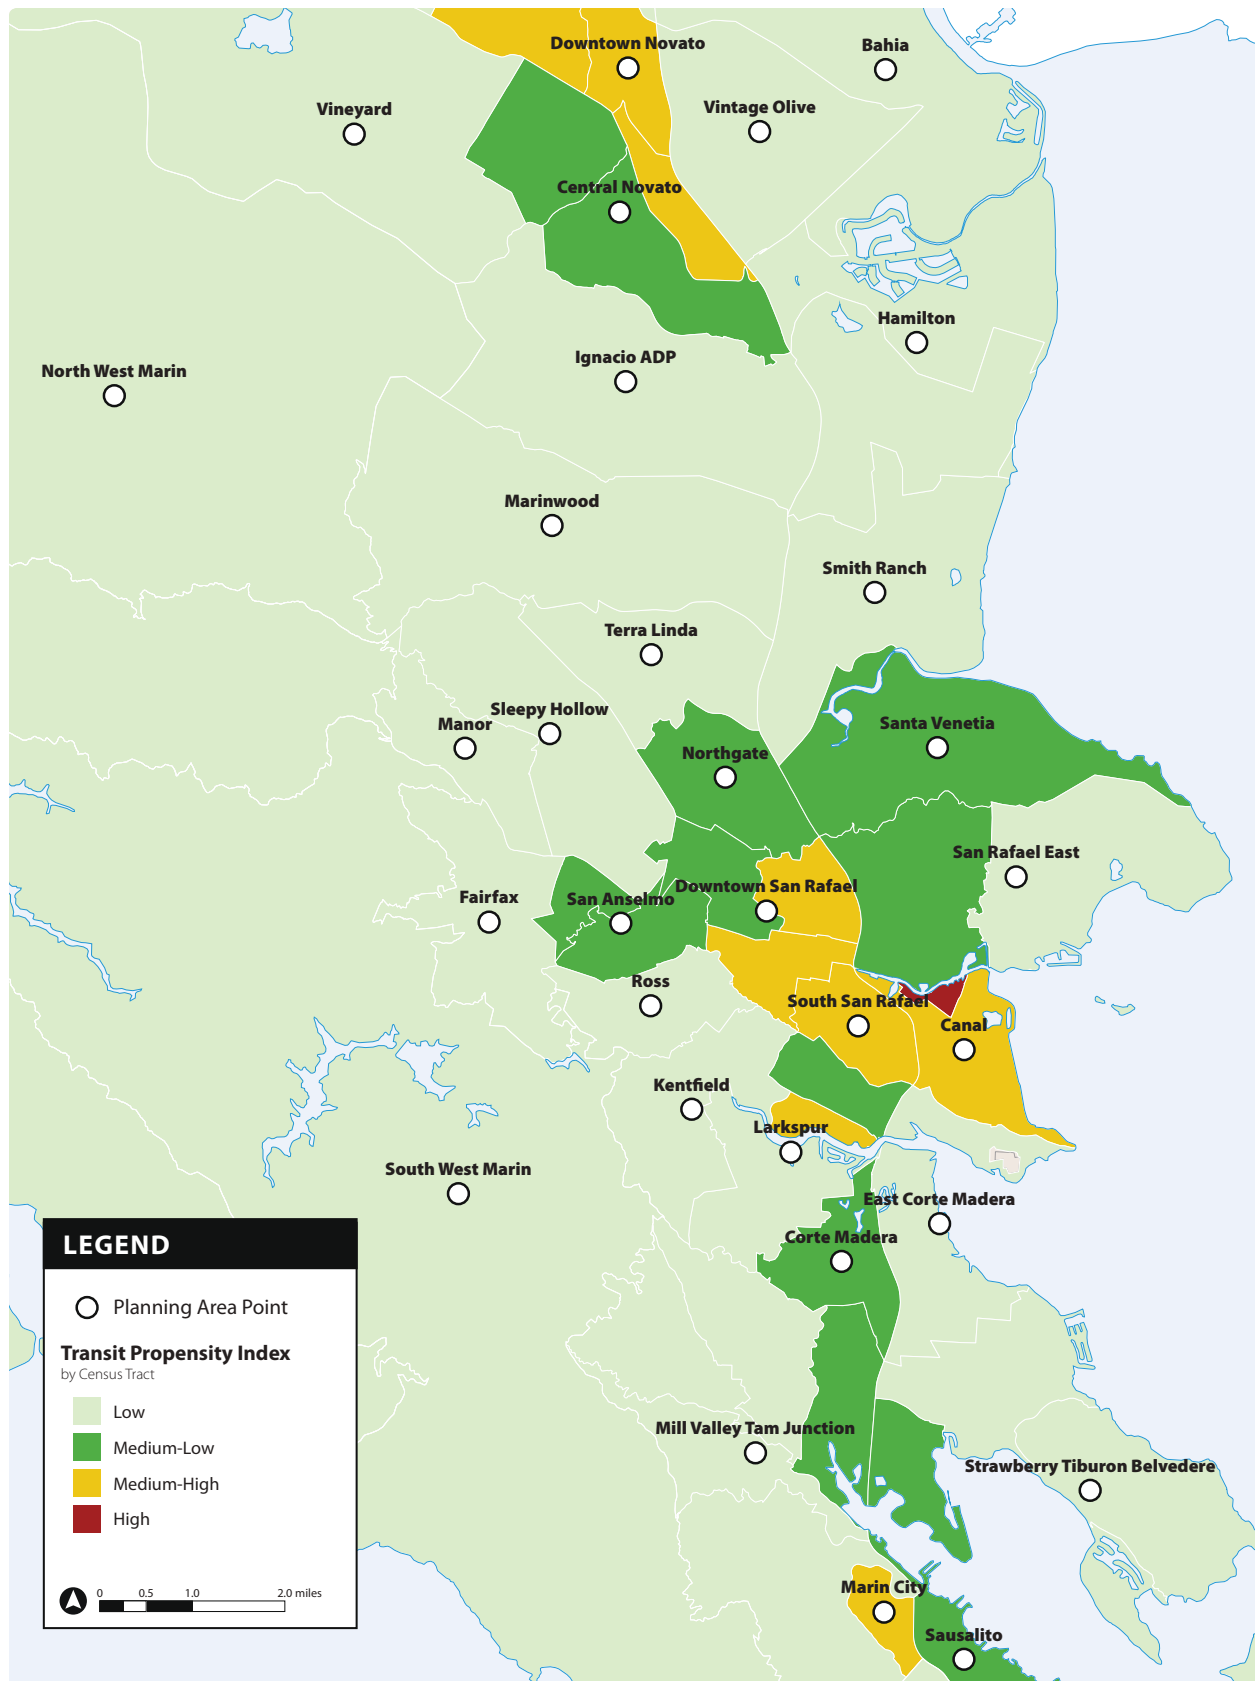 Downtown Novato
Bahia
Vineyard
Vintage Olive
Central Novato
Hamilton
Ignacio ADP
North West Marin
Marinwood
Smith Ranch
Terra Linda
Sleepy Hollow
Manor
Santa Venetia
Northgate
San Rafael East
Downtown San Rafael
Fairfax
San Anselmo
Ross
South San Rafael
Canal
Kentfield
Larkspur
South West Marin
East Corte Madera
Corte Madera
Mill Valley Tam Junction
Strawberry Tiburon Belvedere
Marin City
Sausalito
LEGEND
Planning Area Point
Transit Propensity Index
by Census Tract
Low
Medium-Low
Medium-High
High
0 0.5 1.0 2.0 miles